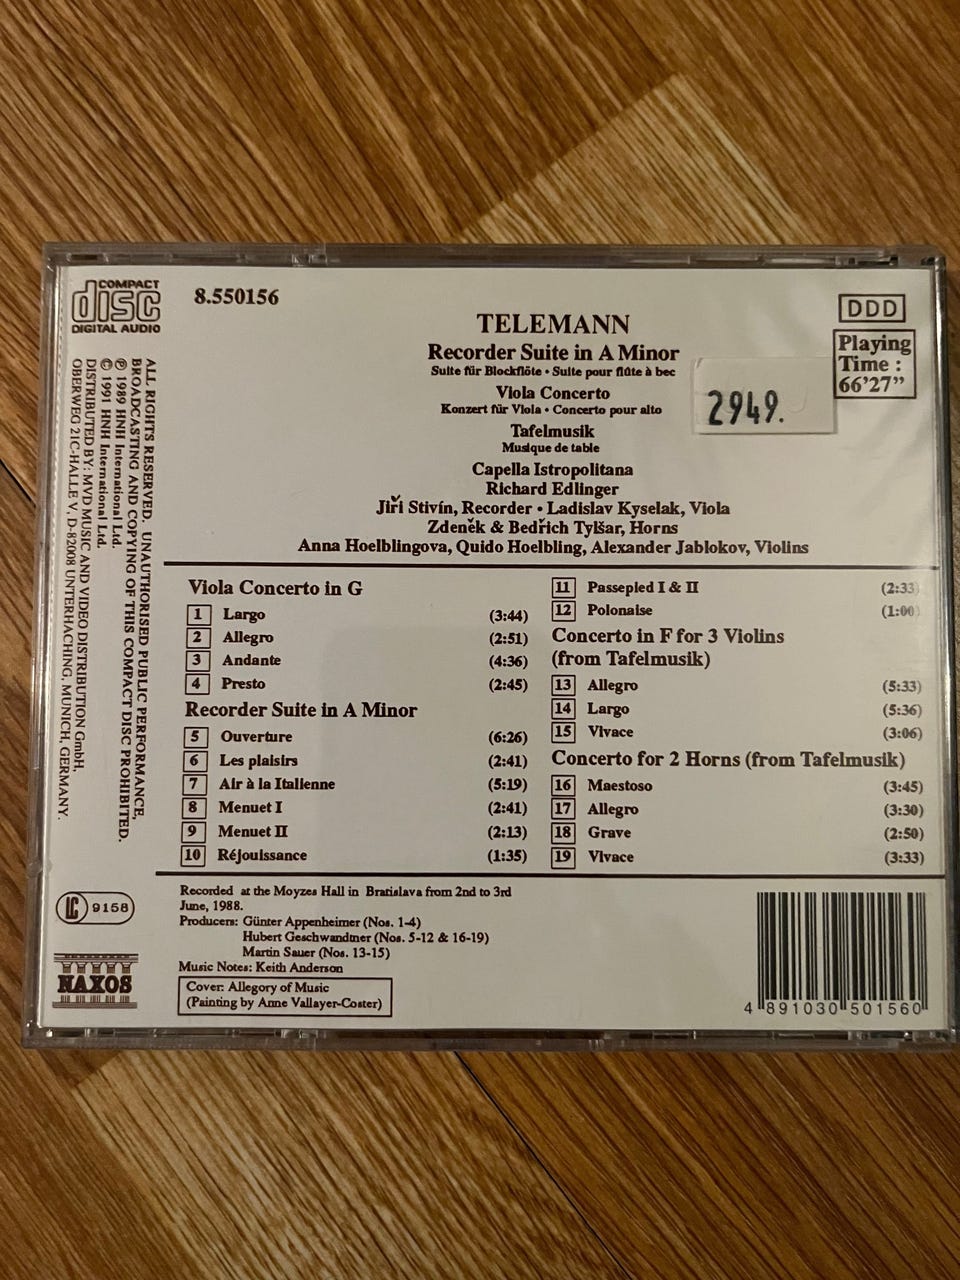 COMPACT
disc
DIGITAL AUDIO
8.550156
DDD
Playing
Time :
66'27"
TELEMANN
Recorder Suite in A Minor
Suite für Blockflöte • Suite pour flûte à bec
Viola Concerto
Konzert für Viola • Concerto pour alto
Tafelmusik
Musique de table
2949.
Capella Istropolitana
Richard Edlinger
Jiří Stivín, Recorder • Ladislav Kyselak, Viola
Zdeněk & Bedřich Tylšar, Horns
Anna Hoelblingova, Quido Hoelbling, Alexander Jablokov, Violins
Viola Concerto in G
1 Largo (3:44)
2 Allegro (2:51)
3 Andante (4:36)
4 Presto (2:45)
Recorder Suite in A Minor
5 Ouverture (6:26)
6 Les plaisirs (2:41)
7 Air à la Italienne (5:19)
8 Menuet I (2:41)
9 Menuet II (2:13)
10 Réjouissance (1:35)
11 Passepied I & II (2:33)
12 Polonaise (1:00)
Concerto in F for 3 Violins
(from Tafelmusik)
13 Allegro (5:33)
14 Largo (5:36)
15 Vivace (3:06)
Concerto for 2 Horns (from Tafelmusik)
16 Maestoso (3:45)
17 Allegro (3:30)
18 Grave (2:50)
19 Vivace (3:33)
Recorded at the Moyzes Hall in Bratislava from 2nd to 3rd
June, 1988.
Producers: Günter Appenheimer (Nos. 1-4)
Hubert Geschwandtner (Nos. 5-12 & 16-19)
Martin Sauer (Nos. 13-15)
Music Notes: Keith Anderson
Cover: Allegory of Music
(Painting by Anne Vallayer-Coster)
4 891030 501560
ALL RIGHTS RESERVED. UNAUTHORISED PUBLIC PERFORMANCE,
BROADCASTING AND COPYING OF THIS COMPACT DISC PROHIBITED.
℗ 1989 HNH International Ltd.
© 1991 HNH International Ltd.
DISTRIBUTED BY: MVD MUSIC AND VIDEO DISTRIBUTION GmbH,
OBERWEG 21C-HALLE V, D-82008 UNTERHACHING, MUNICH, GERMANY.
LC 9158
NAXOS